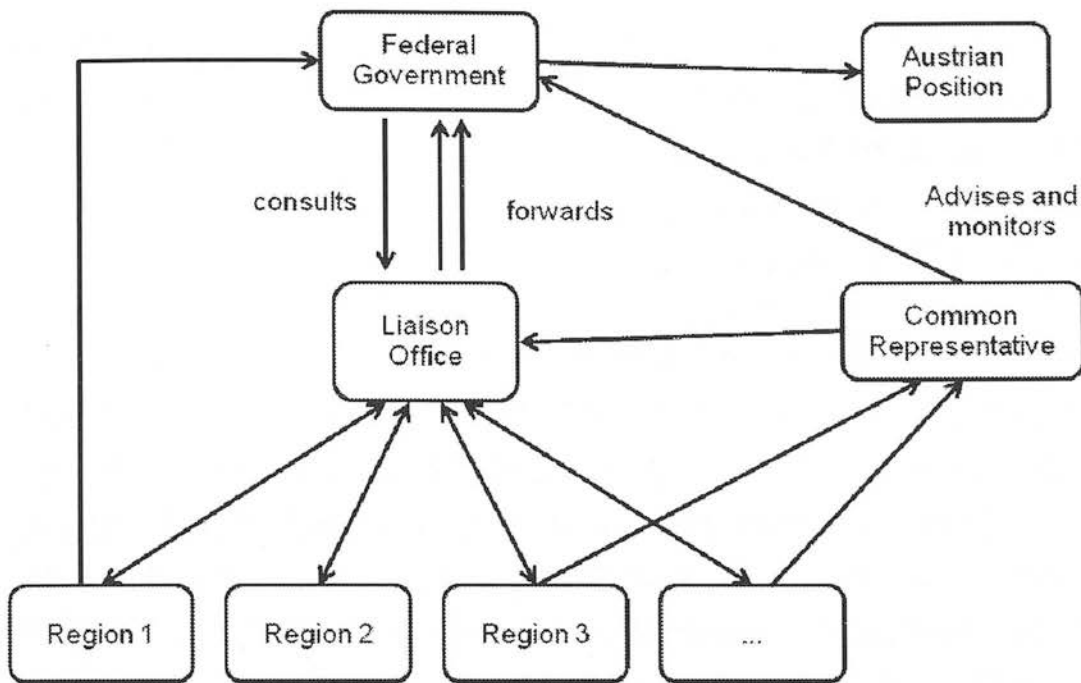 Federal
Government
Austrian
Position
consults
forwards
Advises and
monitors
Liaison
Office
Common
Representative
Region 1
Region 2
Region 3
...